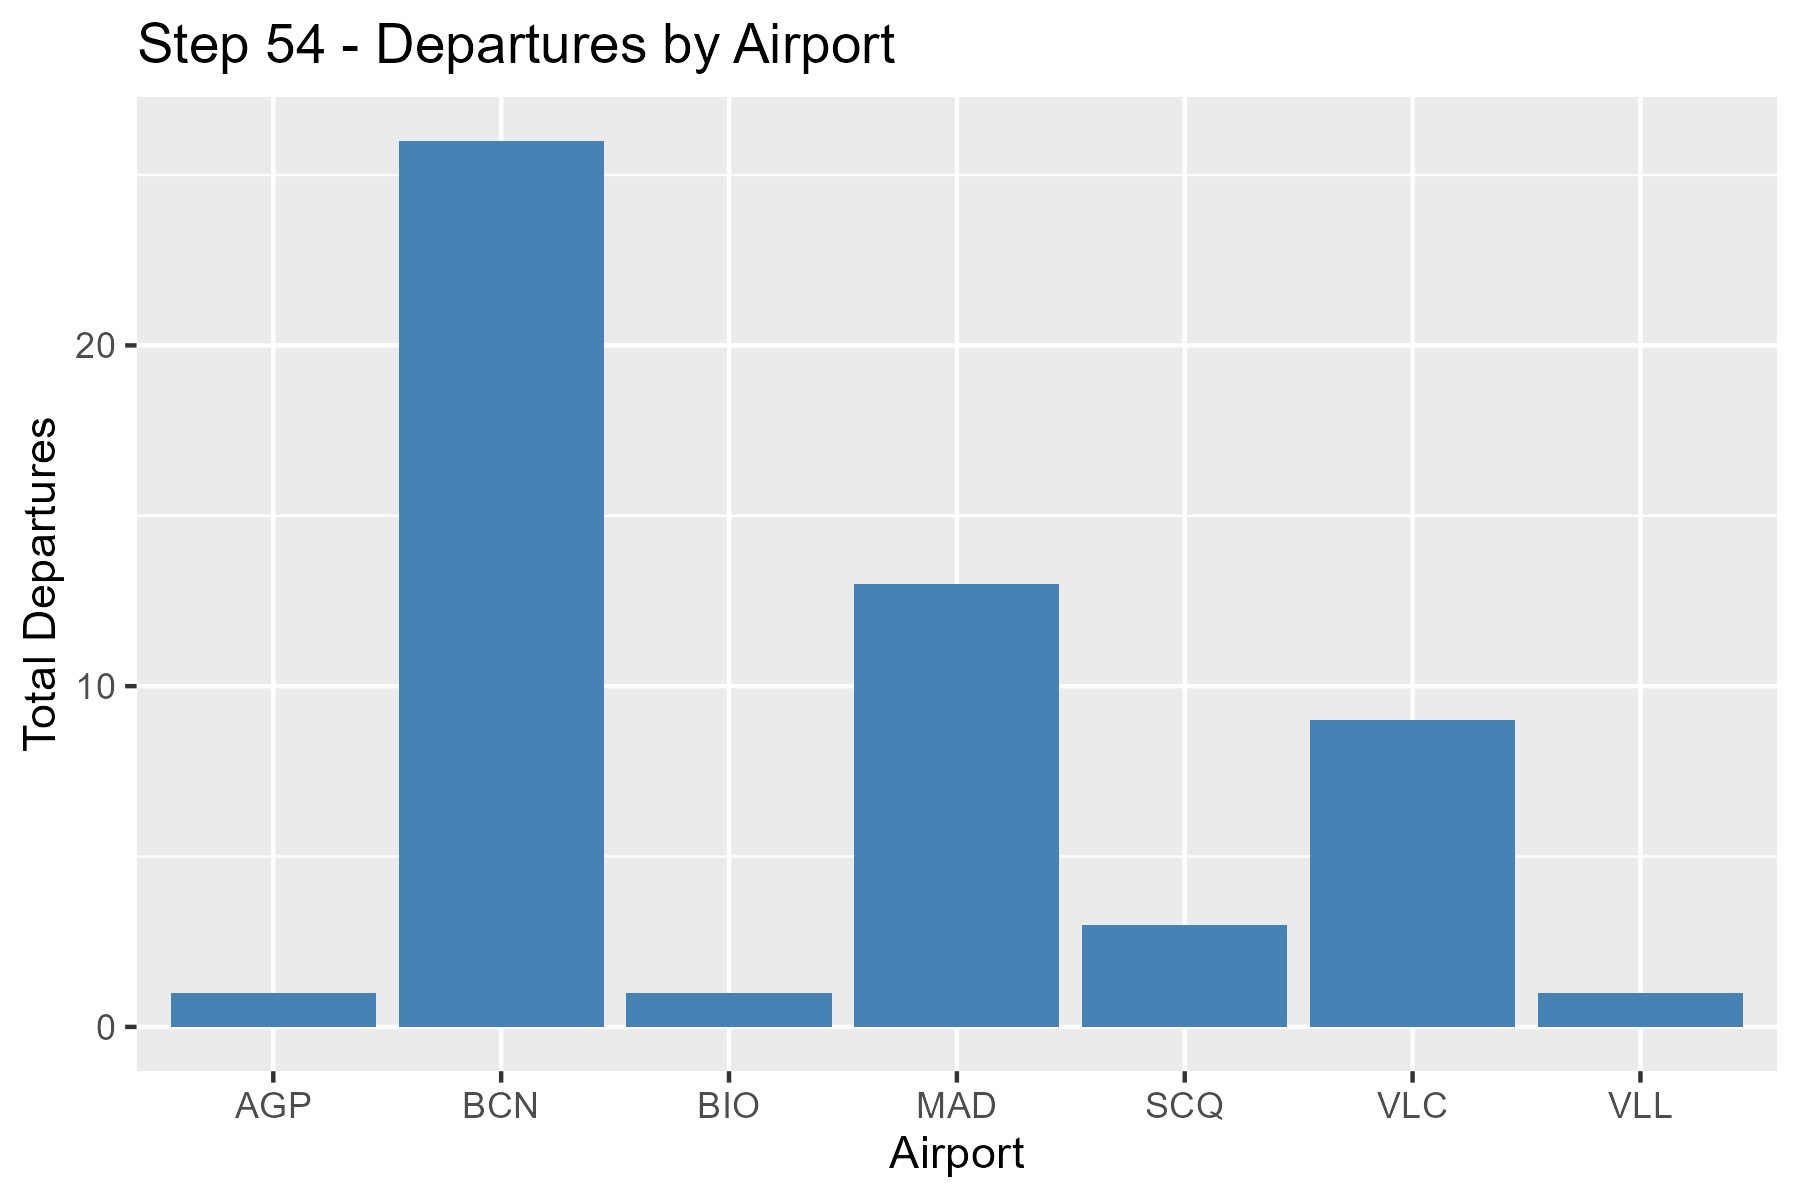 Step 54 - Departures by Airport
Total Departures
20
10
0
AGP BCN BIO MAD SCQ VLC VLL
Airport